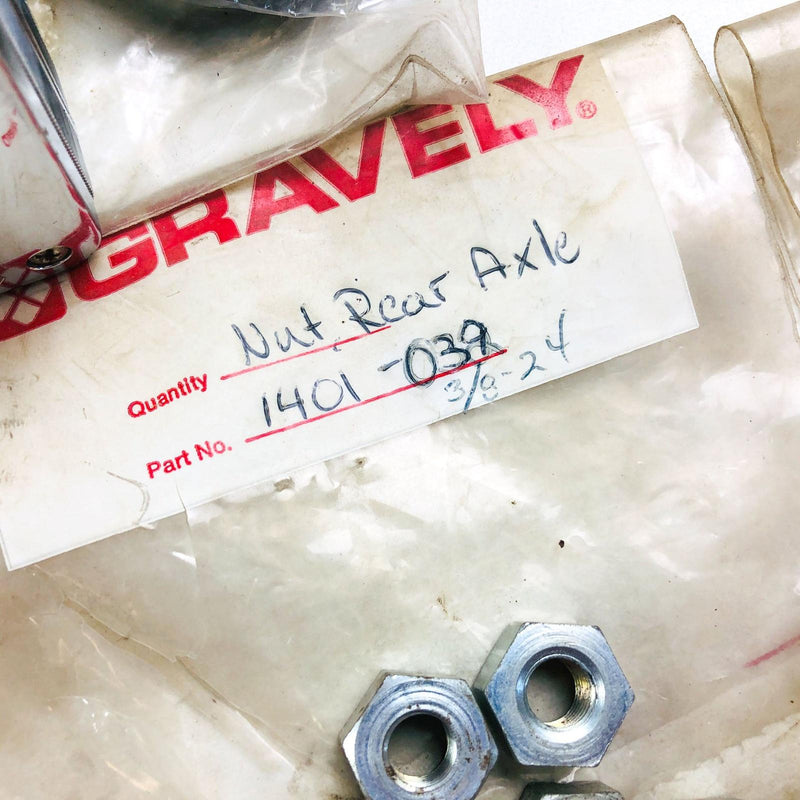 GRAVELY®
Nut, Rear Axle
Quantity
1401-039
Part No.
3/8-24